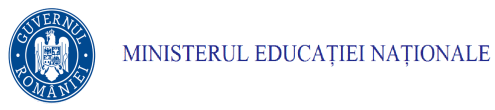 GUVERNUL
ROMÂNIEI
MINISTERUL EDUCAȚIEI NAȚIONALE